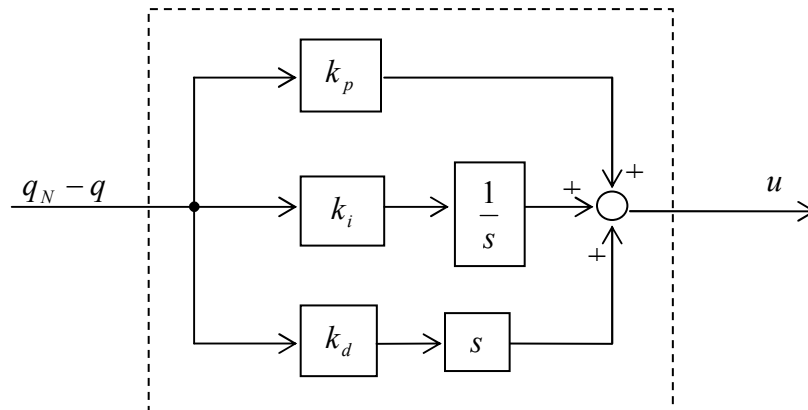 k_p
+
q_N − q
k_i
1/s
+
u
+
k_d
s